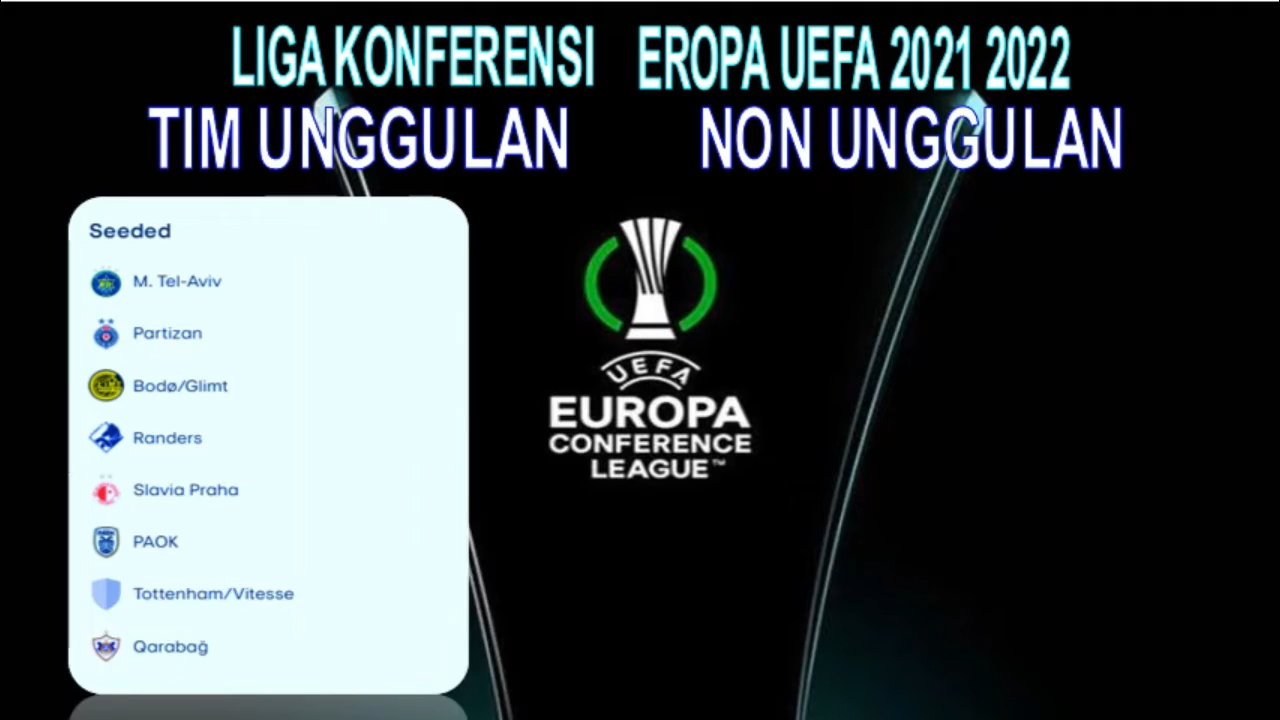 LIGA KONFERENSI EROPA UEFA 2021 2022
TIM UNGGULAN NON UNGGULAN
Seeded
M. Tel-Aviv
Partizan
Bodø/Glimt
Randers
Slavia Praha
PAOK
Tottenham/Vitesse
Qarabağ
UEFA
EUROPA
CONFERENCE
LEAGUE™